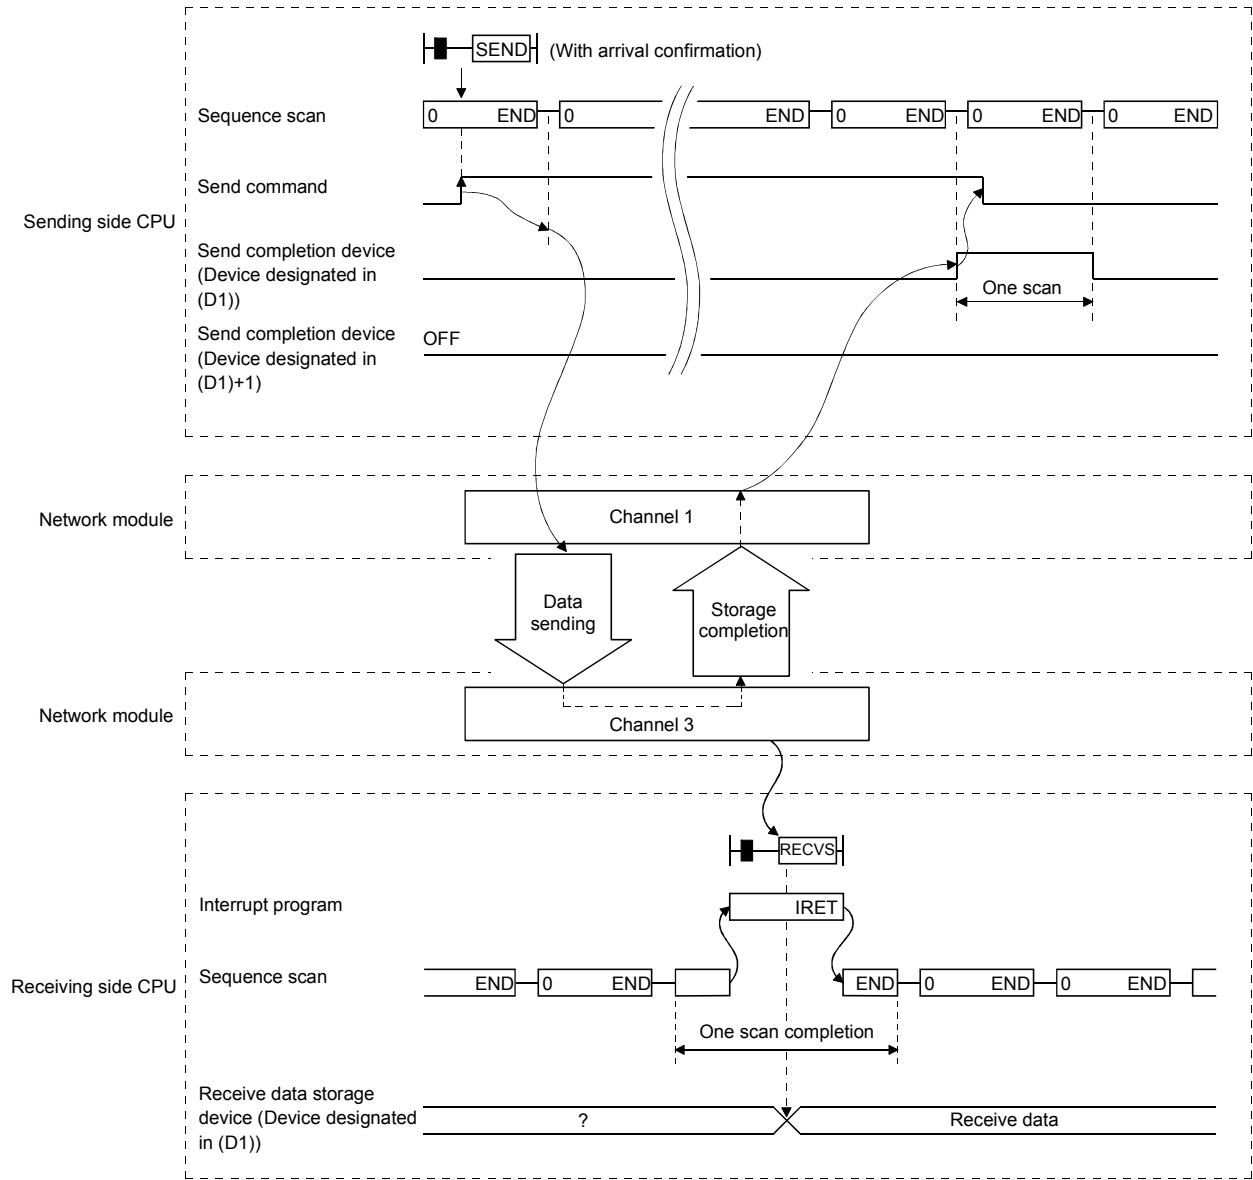 SEND (With arrival confirmation)
Sequence scan
0 END 0 END 0 END 0 END 0 END
Send command
Sending side CPU
Send completion device
(Device designated in
(D1))
One scan
Send completion device
(Device designated in
(D1)+1)
OFF
Network module
Channel 1
Data
sending
Storage
completion
Network module
Channel 3
RECVS
Interrupt program
IRET
Receiving side CPU
Sequence scan
END 0 END END 0 END 0 END
One scan completion
Receive data storage
device (Device designated
in (D1))
?
Receive data